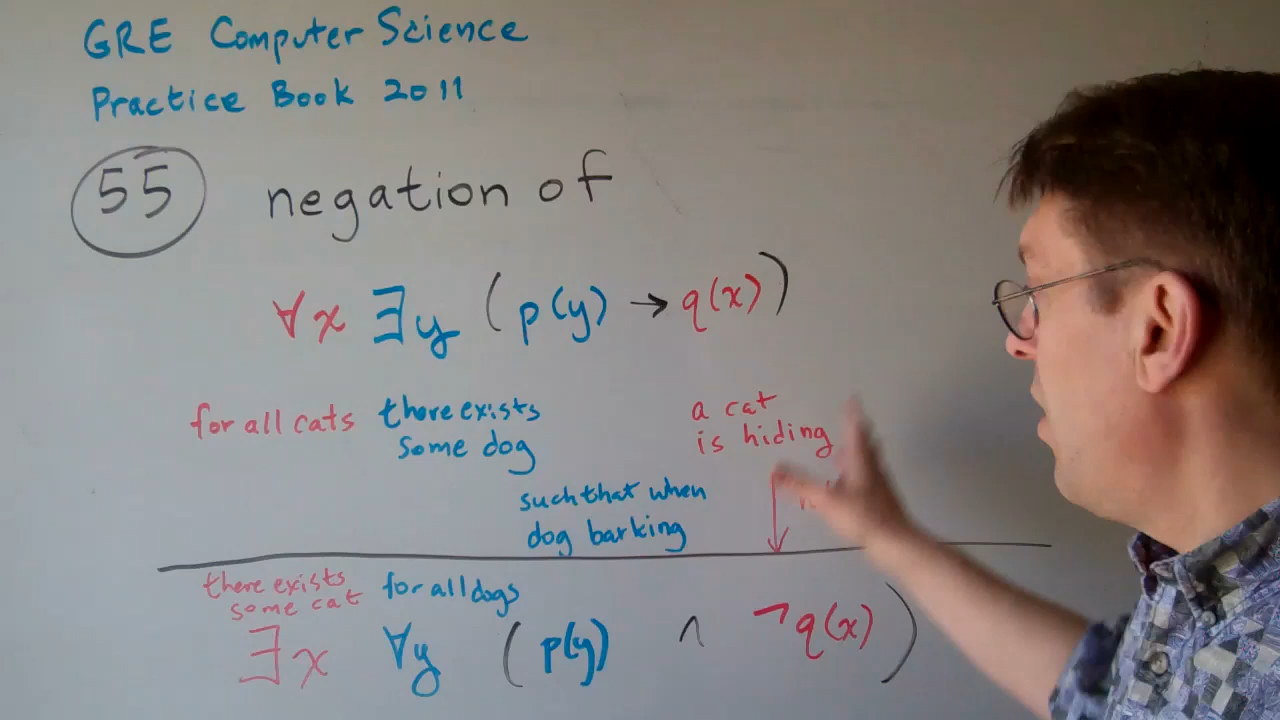 GRE Computer Science
Practice Book 2011
55 negation of
∀x ∃y (p(y) → q(x))
for all cats there exists some dog
a cat is hiding
such that when dog barking
there exists some cat for all dogs
∃x ∀y (p(y) ∧ ¬q(x))